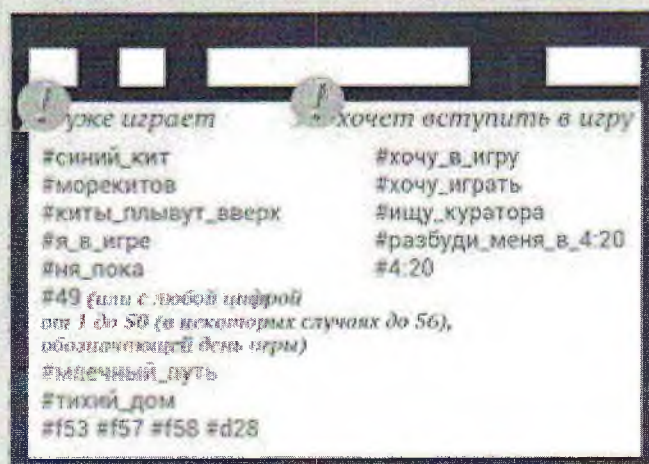 уже играет
хочет вступить в игру
#синий_кит
#морекитов
#киты_плывут_вверх
#я_в_игре
#ня_пока
#49 (или с любой цифрой
от 1 до 50 (в некоторых случаях до 56),
обозначающей день игры)
#млечный_путь
#тихий_дом
#f53 #f57 #f58 #d28
#хочу_в_игру
#хочу_играть
#ищу_куратора
#разбуди_меня_в_4:20
#4:20